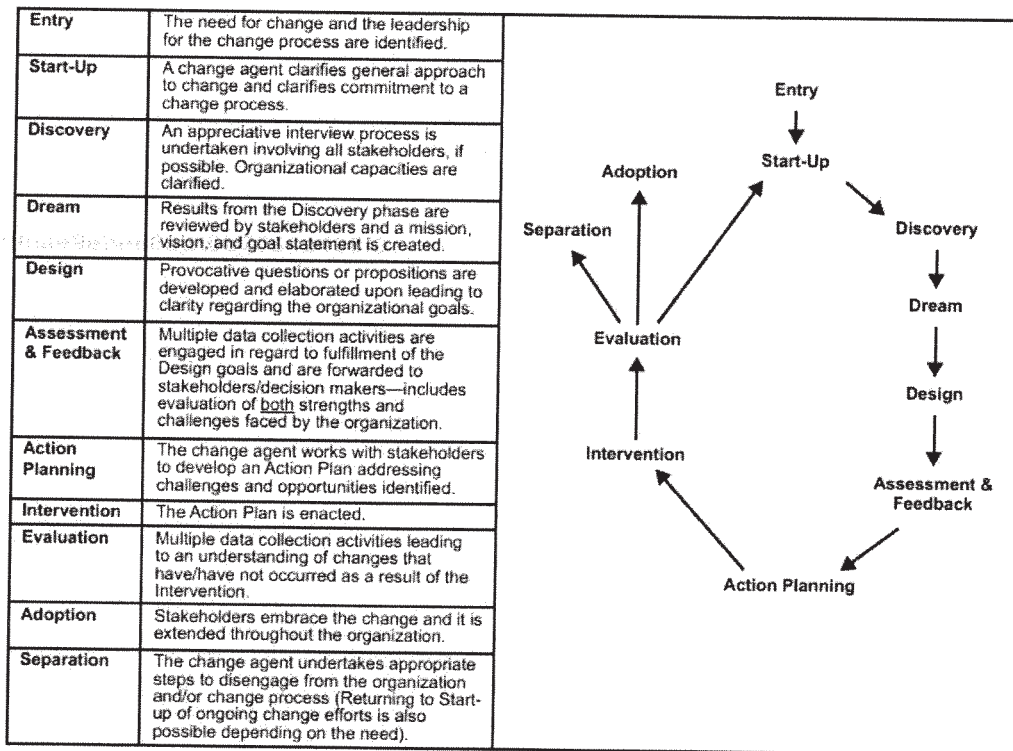 Entry
The need for change and the leadership
for the change process are identified.
Start-Up
A change agent clarifies general approach
to change and clarifies commitment to a
change process.
Discovery
An appreciative interview process is
undertaken involving all stakeholders, if
possible. Organizational capacities are
clarified.
Dream
Results from the Discovery phase are
reviewed by stakeholders and a mission,
vision, and goal statement is created.
Design
Provocative questions or propositions are
developed and elaborated upon leading to
clarity regarding the organizational goals.
Assessment
& Feedback
Multiple data collection activities are
engaged in regard to fulfillment of the
Design goals and are forwarded to
stakeholders/decision makers—includes
evaluation of both strengths and
challenges faced by the organization.
Action
Planning
The change agent works with stakeholders
to develop an Action Plan addressing
challenges and opportunities identified.
Intervention
The Action Plan is enacted.
Evaluation
Multiple data collection activities leading
to an understanding of changes that
have/have not occurred as a result of the
Intervention.
Adoption
Stakeholders embrace the change and it is
extended throughout the organization.
Separation
The change agent undertakes appropriate
steps to disengage from the organization
and/or change process (Returning to Start-
up of ongoing change efforts is also
possible depending on the need).
Entry
Start-Up
Adoption
Separation
Discovery
Dream
Evaluation
Design
Intervention
Assessment &
Feedback
Action Planning